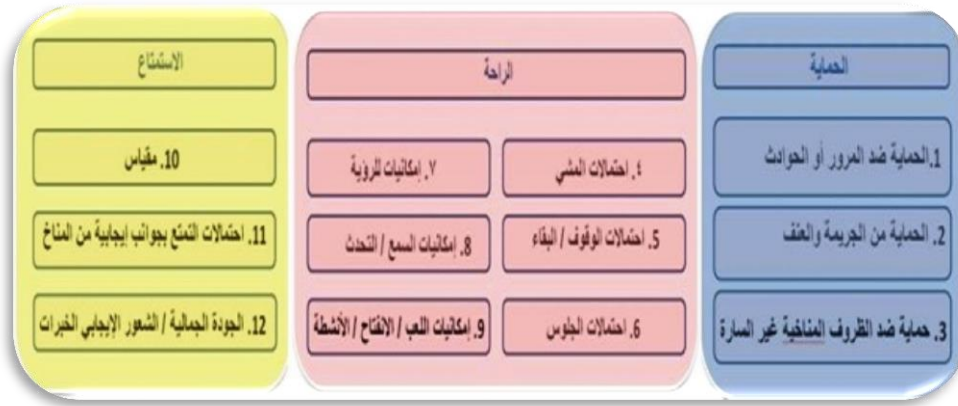 الحماية
1.الحماية ضد المرور أو الحوادث
2. الحماية من الجريمة والعنف
3. حماية ضد الظروف المناخية غير السارة
الراحة
٤. احتمالات المشي
5. احتمالات الوقوف / البقاء
6. احتمالات الجلوس
٧. إمكانيات للرؤية
8. إمكانيات السمع / التحدث
9. إمكانيات اللعب / الانفتاح / الأنشطة
الاستمتاع
10. مقياس
11. احتمالات التمتع بجوانب إيجابية من المناخ
12. الجودة الجمالية / الشعور الإيجابي الخبرات